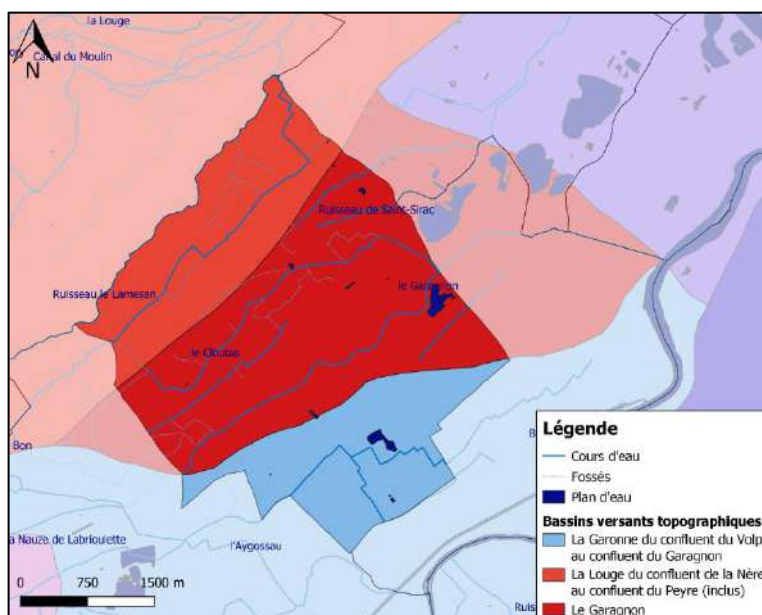 la Louge
Canal du Moulin
N
Ruisseau de Saint-Sirac
Ruisseau le Lamesan
le Garagnon
le Cloutas
Bon
Légende
Cours d'eau
Fossés
Plan d'eau
Bassins versants topographiques
La Garonne du confluent du Volp
au confluent du Garagnon
La Louge du confluent de la Nère
au confluent du Peyre (inclus)
Le Garagnon
a Nauze de Labrioulette
l'Aygossau
0 750 1500 m